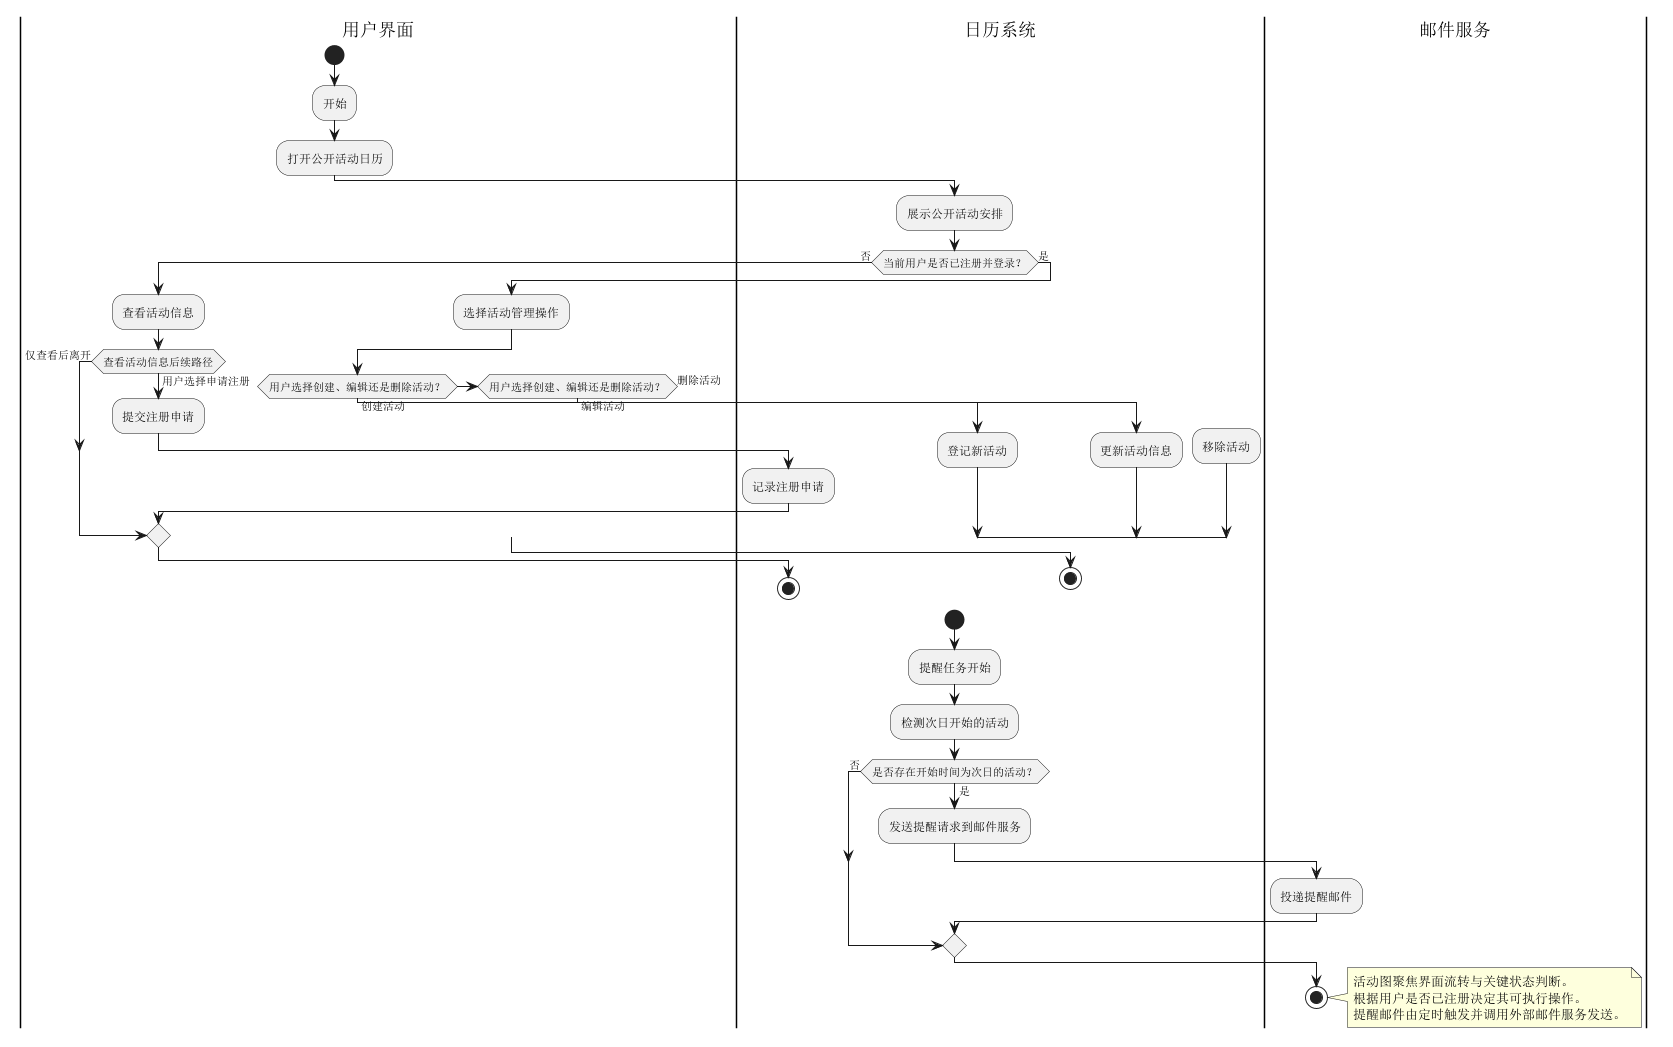 用户界面
日历系统
邮件服务
开始
打开公开活动日历
展示公开活动安排
否
当前用户是否已注册并登录？
是
查看活动信息
选择活动管理操作
仅查看后离开
查看活动信息后续路径
用户选择申请注册
用户选择创建、编辑还是删除活动？
创建活动
用户选择创建、编辑还是删除活动？
编辑活动
删除活动
提交注册申请
登记新活动
更新活动信息
移除活动
记录注册申请
提醒任务开始
检测次日开始的活动
否
是否存在开始时间为次日的活动？
是
发送提醒请求到邮件服务
投递提醒邮件
活动图聚焦界面流转与关键状态判断。
根据用户是否已注册决定其可执行操作。
提醒邮件由定时触发并调用外部邮件服务发送。